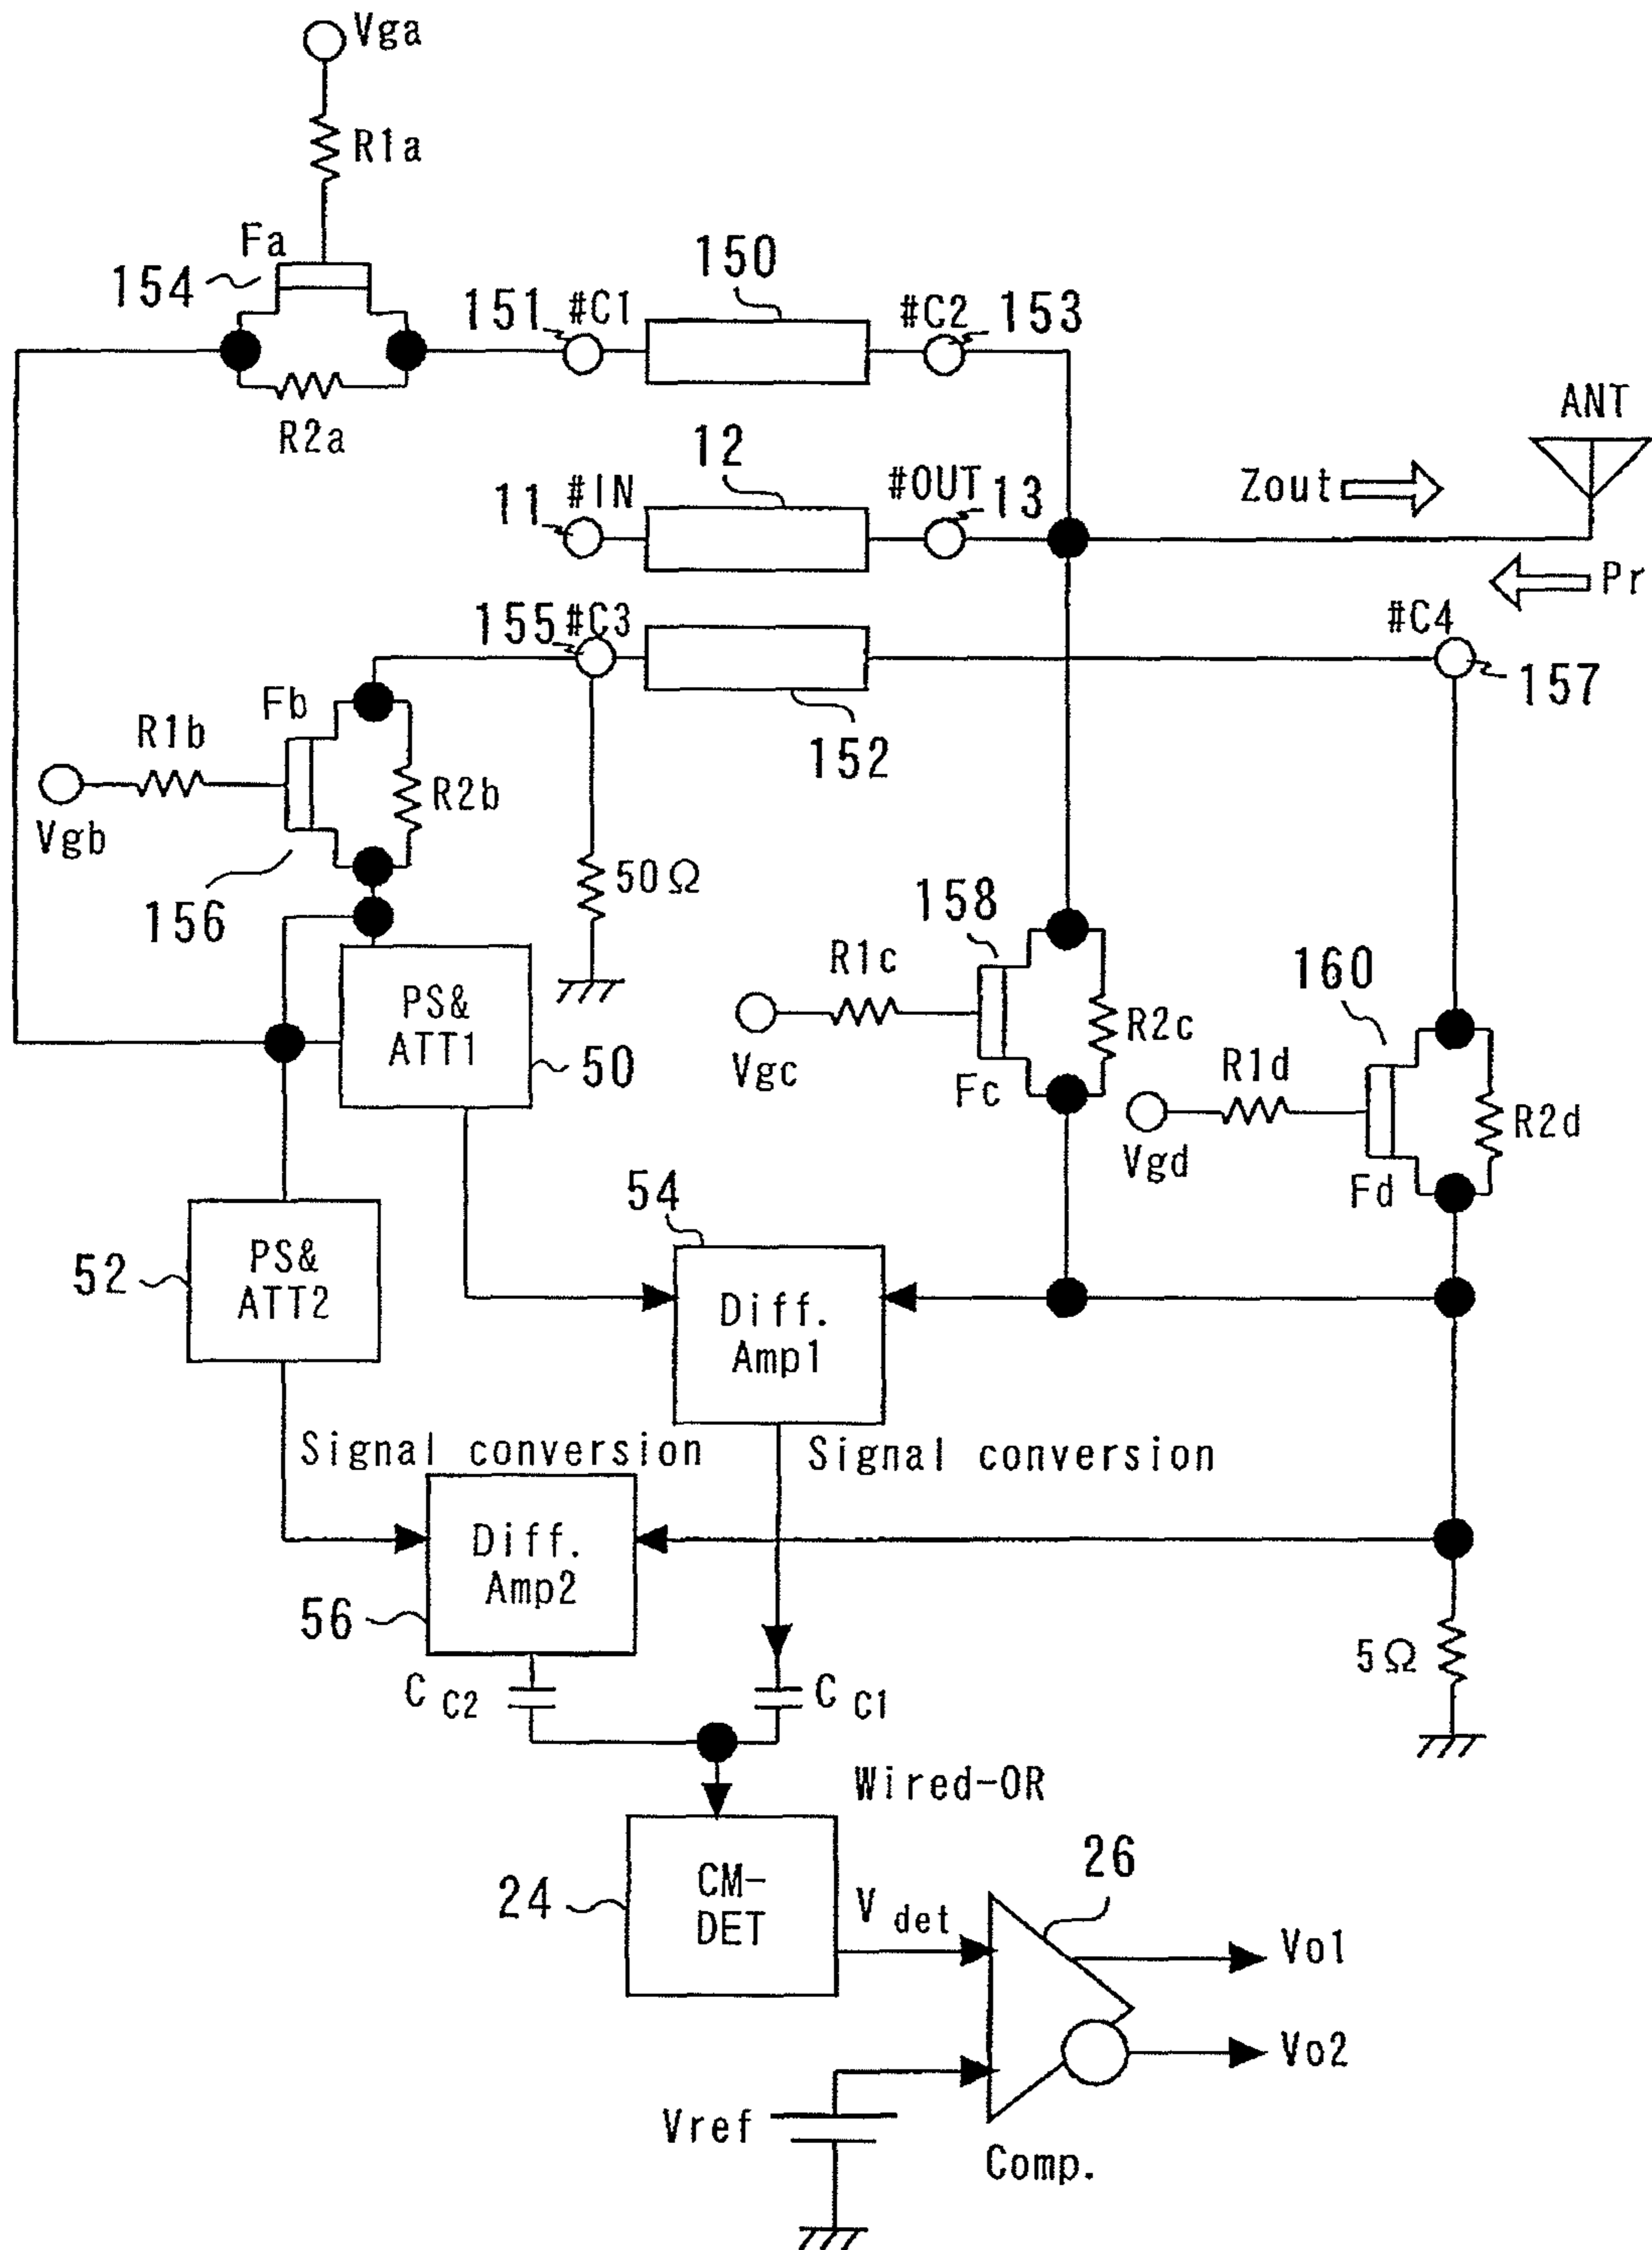 Vga
R1a
Fa
154
R2a
151
#C1
150
#C2
153
ANT
12
11
#IN
#OUT
13
Zout
Pr
155
#C3
#C4
157
152
Fb
R1b
R2b
Vgb
156
50Ω
PS&
ATT1
50
158
R1c
R2c
Vgc
Fc
160
R1d
R2d
Vgd
Fd
52
PS&
ATT2
54
Diff.
Amp1
Signal conversion
Signal conversion
Diff.
Amp2
56
5Ω
C C2
C C1
Wired-OR
24
CM-
DET
V det
26
Vo1
Vo2
Vref
Comp.